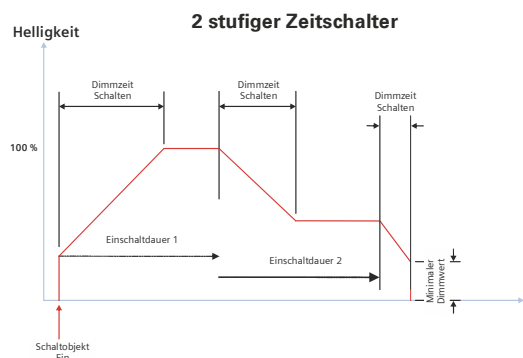 2 stufiger Zeitschalter
Helligkeit
Dimmzeit
Schalten
Dimmzeit
Schalten
Dimmzeit
Schalten
100 %
Einschaltdauer 1
Einschaltdauer 2
Minimaler
Dimmwert
Schaltobjekt
Ein